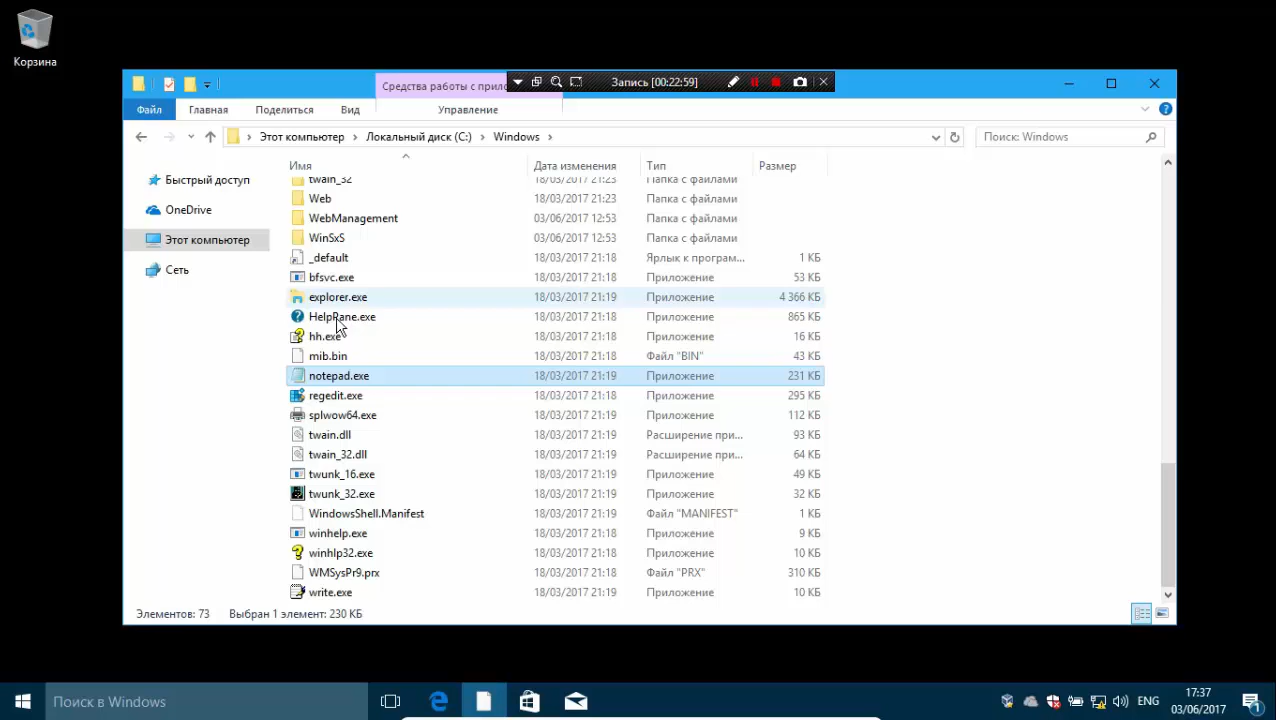 Корзина
Средства работы с прило
Запись [00:22:59]
Файл Главная Поделиться Вид Управление
Этот компьютер Локальный диск (C:) Windows Поиск: Windows
Имя Дата изменения Тип Размер
Быстрый доступ
OneDrive
Этот компьютер
Сеть
twain_32 18/03/2017 21:23 Папка с файлами
Web 18/03/2017 21:23 Папка с файлами
WebManagement 03/06/2017 12:53 Папка с файлами
WinSxS 03/06/2017 12:53 Папка с файлами
_default 18/03/2017 21:18 Ярлык к програм... 1 КБ
bfsvc.exe 18/03/2017 21:18 Приложение 53 КБ
explorer.exe 18/03/2017 21:19 Приложение 4 366 КБ
HelpPane.exe 18/03/2017 21:18 Приложение 865 КБ
hh.exe 18/03/2017 21:18 Приложение 16 КБ
mib.bin 18/03/2017 21:18 Файл "BIN" 43 КБ
notepad.exe 18/03/2017 21:19 Приложение 231 КБ
regedit.exe 18/03/2017 21:18 Приложение 295 КБ
splwow64.exe 18/03/2017 21:19 Приложение 112 КБ
twain.dll 18/03/2017 21:19 Расширение при... 93 КБ
twain_32.dll 18/03/2017 21:19 Расширение при... 64 КБ
twunk_16.exe 18/03/2017 21:19 Приложение 49 КБ
twunk_32.exe 18/03/2017 21:19 Приложение 32 КБ
WindowsShell.Manifest 18/03/2017 21:19 Файл "MANIFEST" 1 КБ
winhelp.exe 18/03/2017 21:18 Приложение 9 КБ
winhlp32.exe 18/03/2017 21:18 Приложение 10 КБ
WMSysPr9.prx 18/03/2017 21:18 Файл "PRX" 310 КБ
write.exe 18/03/2017 21:19 Приложение 10 КБ
Элементов: 73 Выбран 1 элемент: 230 КБ
Поиск в Windows
ENG
17:37
03/06/2017
1